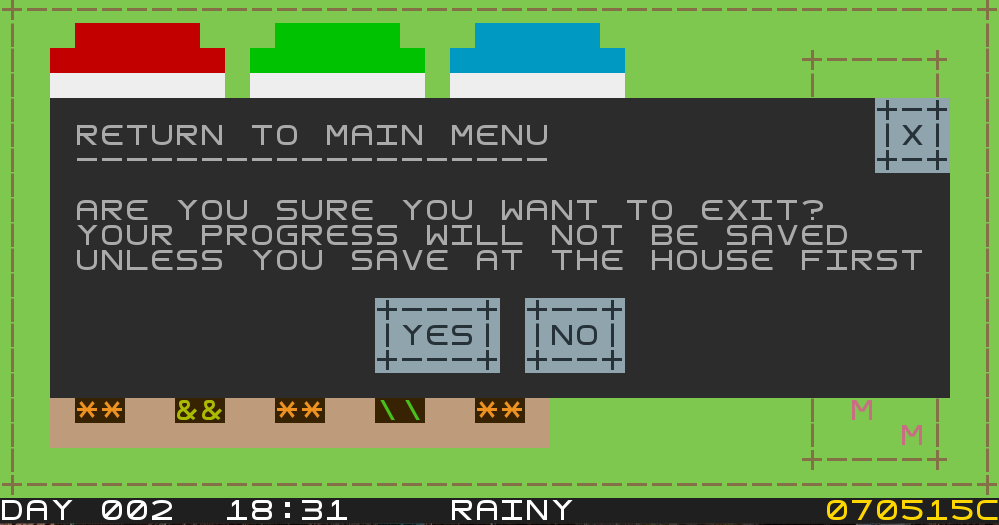 RETURN TO MAIN MENU
X
ARE YOU SURE YOU WANT TO EXIT?
YOUR PROGRESS WILL NOT BE SAVED
UNLESS YOU SAVE AT THE HOUSE FIRST
YES NO
** && ** \\ **
M
M
DAY 002 18:31 RAINY 070515C